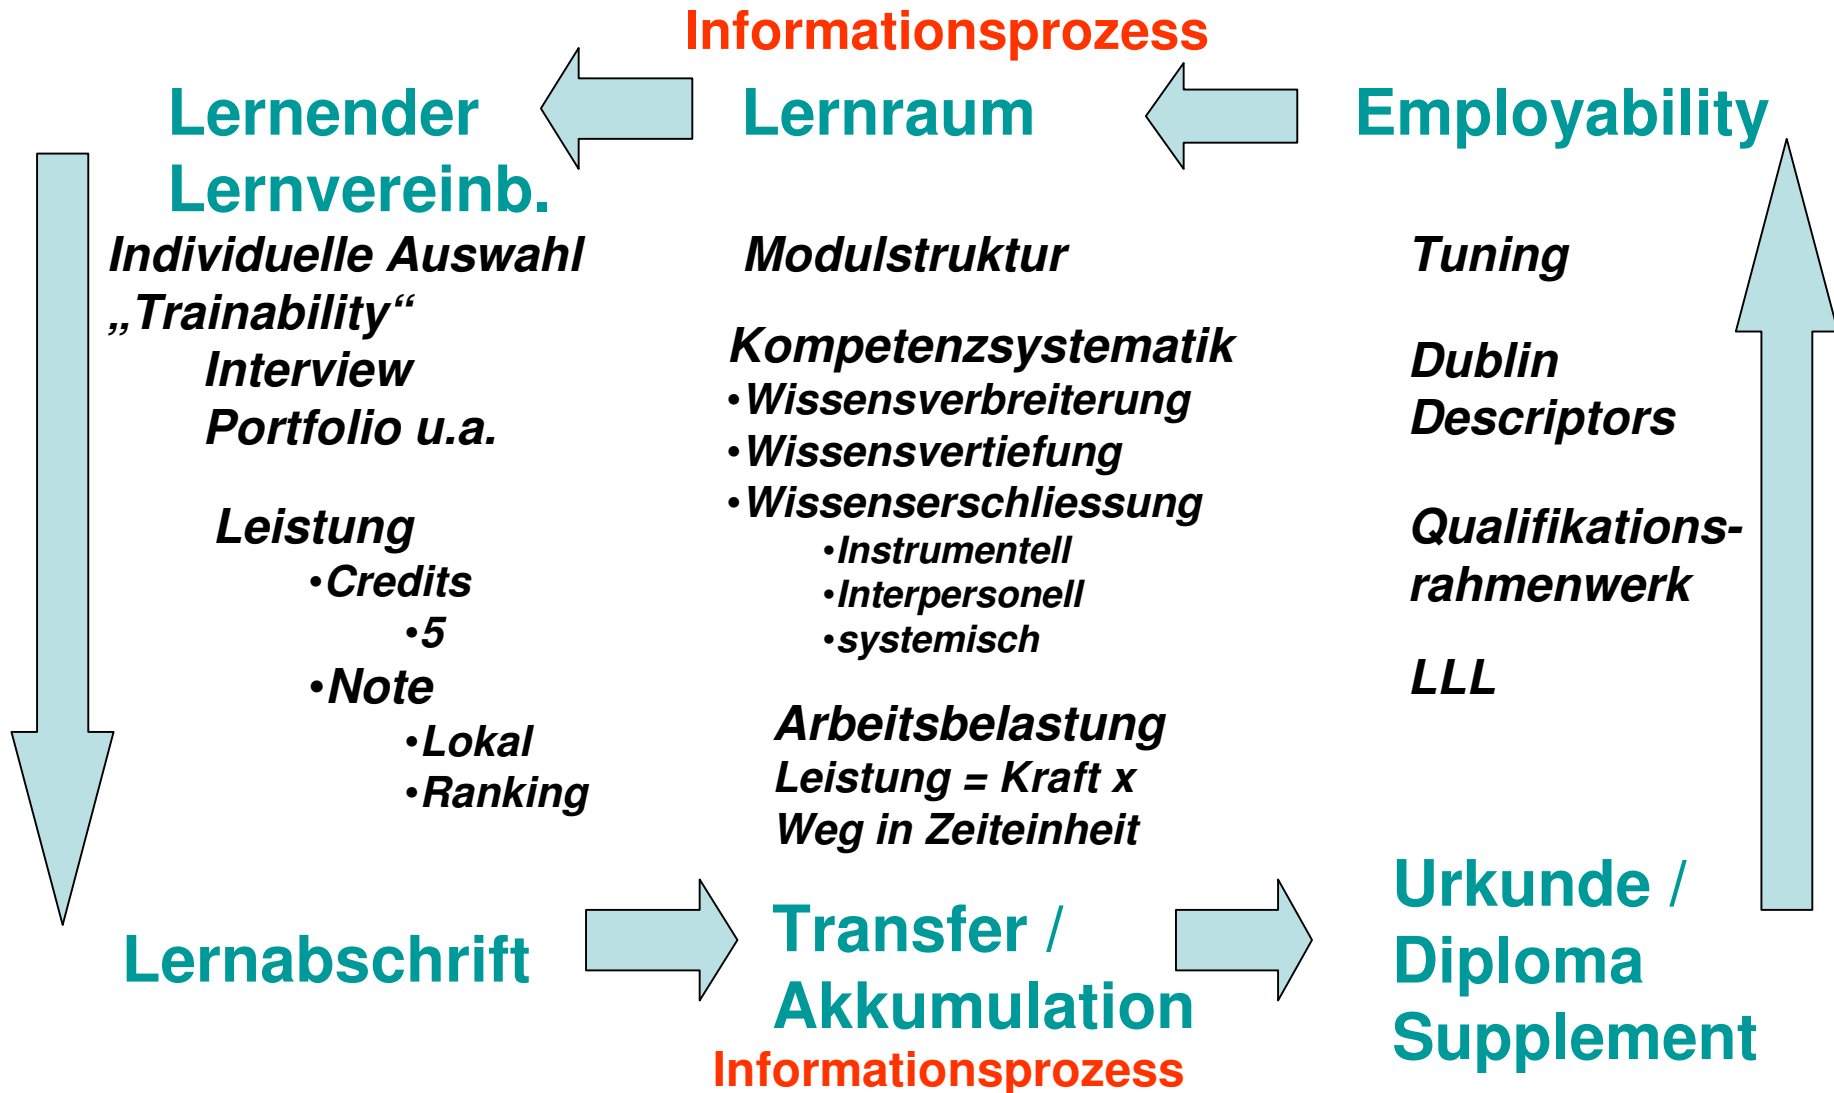 Informationsprozess
Lernender
Lernvereinb.
Lernraum
Employability
Individuelle Auswahl
„Trainability“
Interview
Portfolio u.a.
Leistung
•Credits
•5
•Note
•Lokal
•Ranking
Modulstruktur
Kompetenzsystematik
•Wissensverbreiterung
•Wissensvertiefung
•Wissenserschliessung
•Instrumentell
•Interpersonell
•systemisch
Arbeitsbelastung
Leistung = Kraft x
Weg in Zeiteinheit
Tuning
Dublin
Descriptors
Qualifikations-
rahmenwerk
LLL
Lernabschrift
Transfer /
Akkumulation
Urkunde /
Diploma
Supplement
Informationsprozess